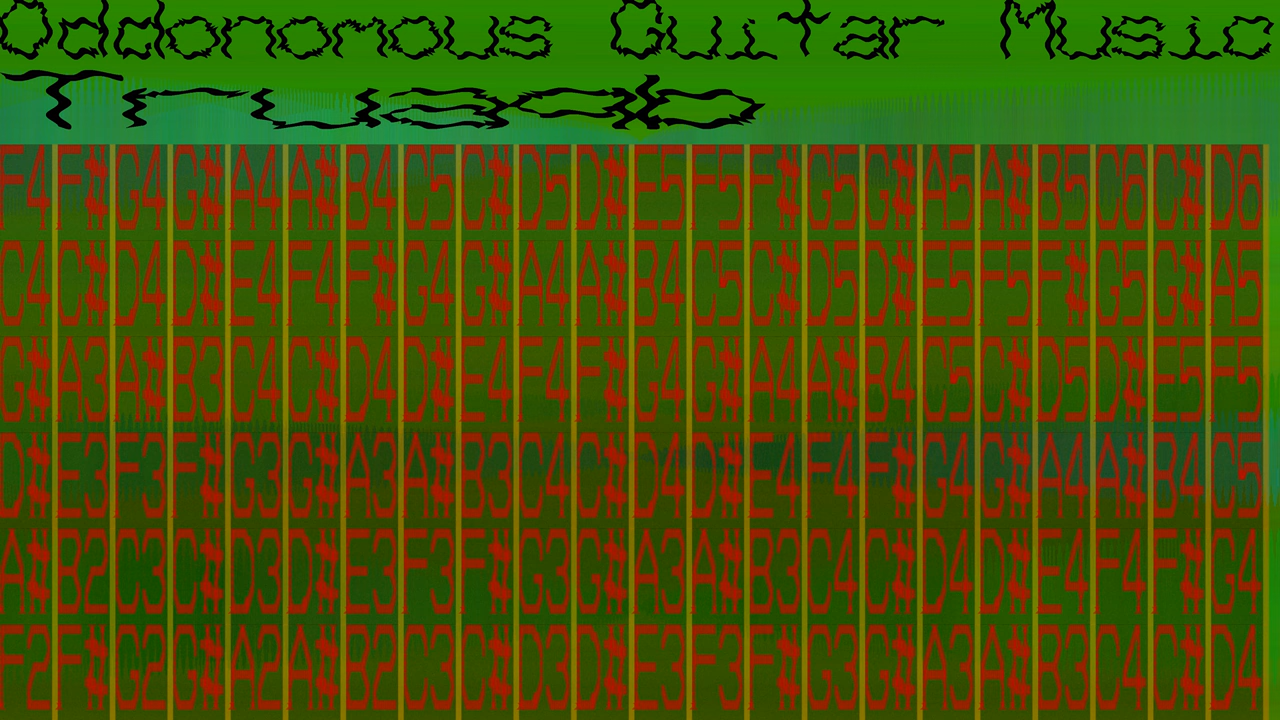 Oddonomous Guitar Music
Truäb
F4 F# G4 G# A4 A# B4 C5 C# D5 D# E5 F5 F# G5 G# A5 A# B5 C6 C# D6
C4 C# D4 D# E4 F4 F# G4 G# A4 A# B4 C5 C# D5 D# E5 F5 F# G5 G# A5
G# A3 A# B3 C4 C# D4 D# E4 F4 F# G4 G# A4 A# B4 C5 C# D5 D# E5 F5
D# E3 F3 F# G3 G# A3 A# B3 C4 C# D4 D# E4 F4 F# G4 G# A4 A# B4 C5
A# B2 C3 C# D3 D# E3 F3 F# G3 G# A3 A# B3 C4 C# D4 D# E4 F4 F# G4
F2 F# G2 G# A2 A# B2 C3 C# D3 D# E3 F3 F# G3 G# A3 A# B3 C4 C# D4